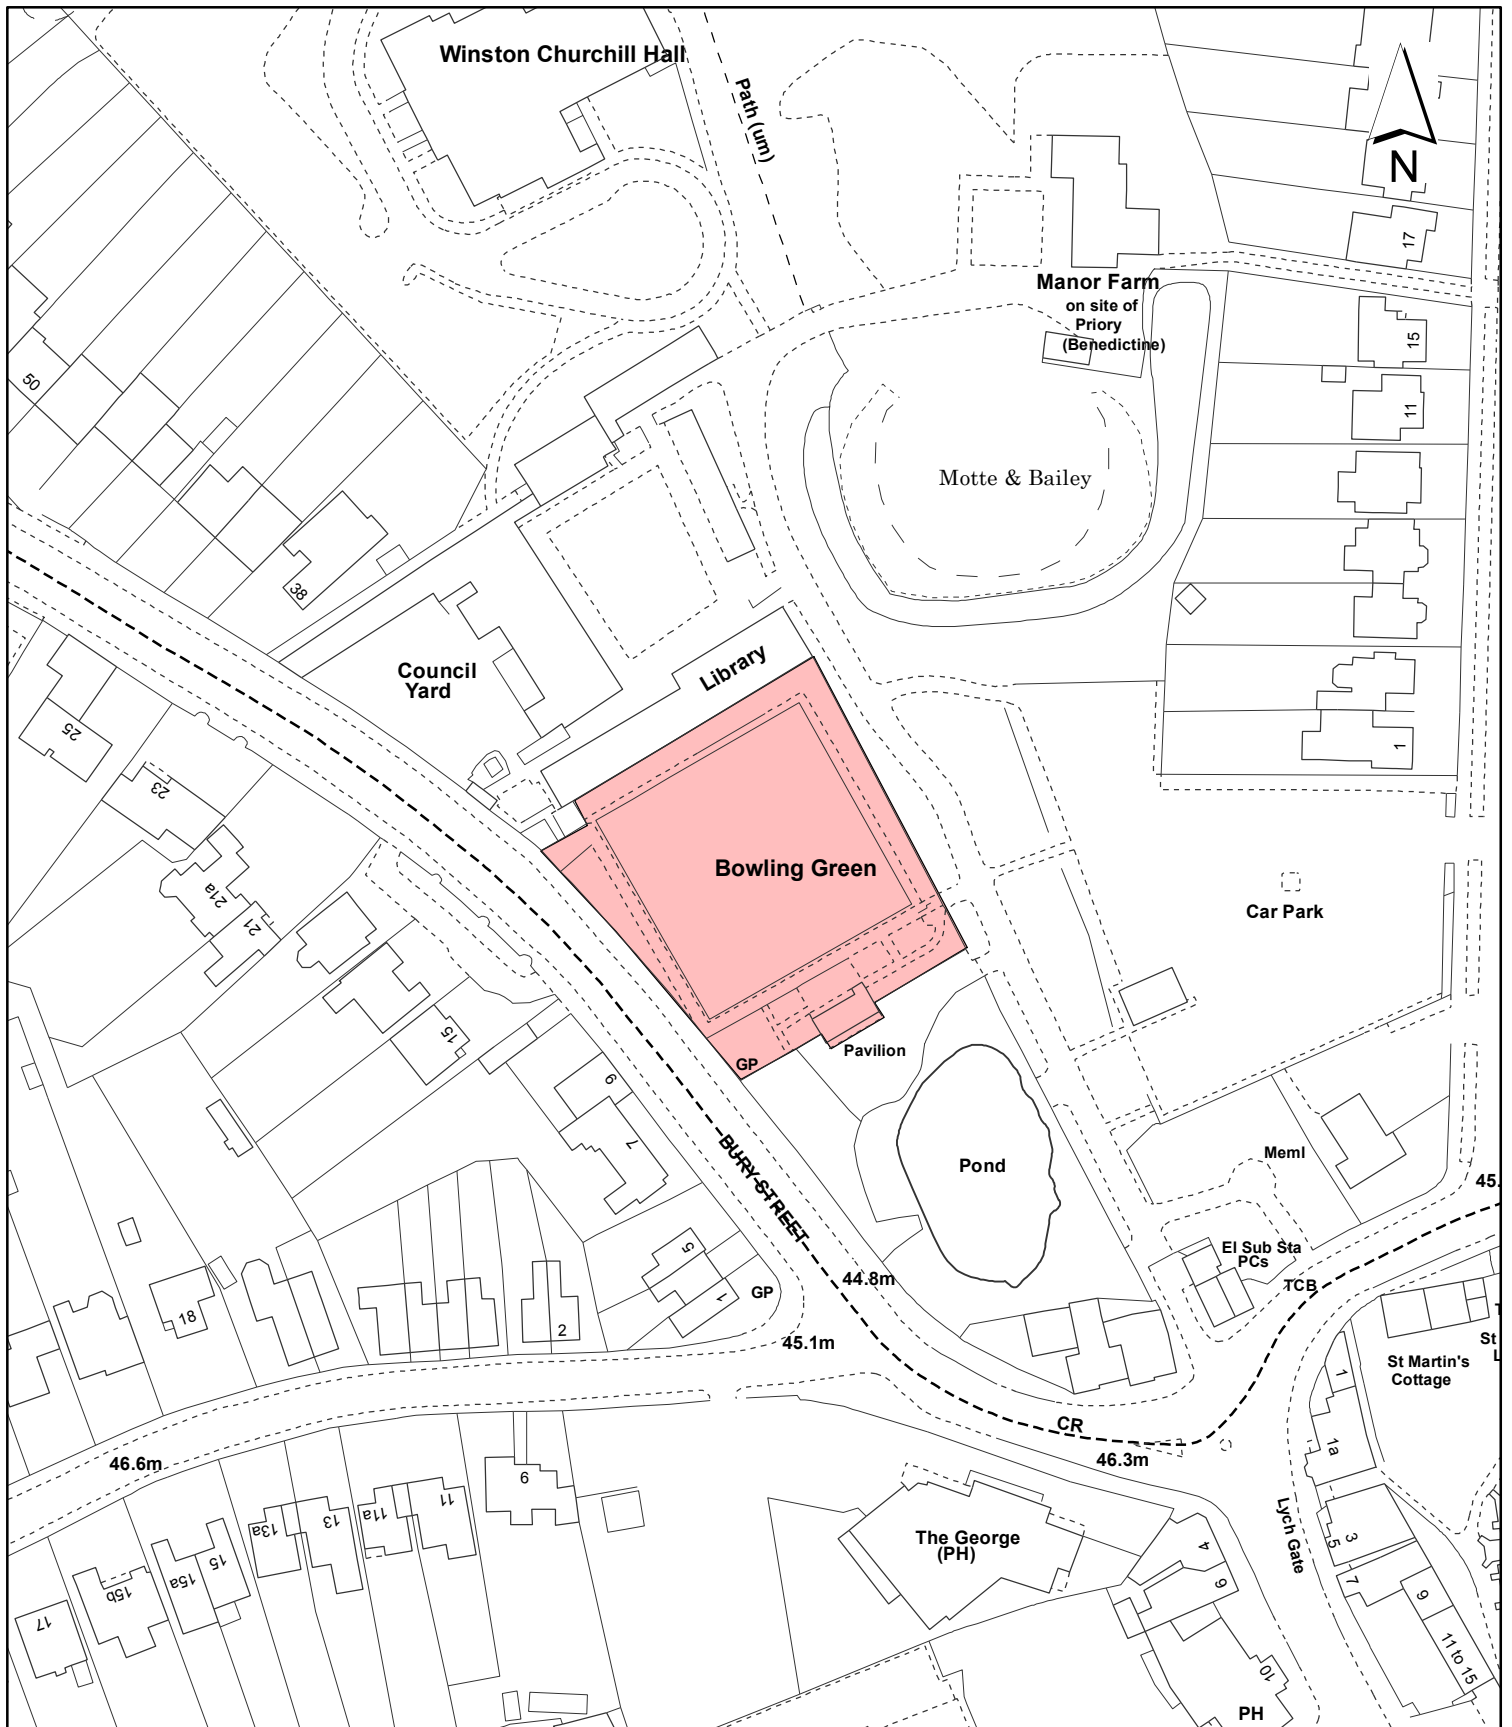 Winston Churchill Hall
Path (um)
N
17
Manor Farm
on site of
Priory
(Benedictine)
15
11
50
Motte & Bailey
38
Council
Yard
Library
25
23
21a
21
1
Bowling Green
Car Park
15
9
7
GP
Pavilion
BURY STREET
Pond
Meml
45.
El Sub Sta
PCs
TCB
44.8m
5
1
GP
18
2
45.1m
St Martin's
Cottage
St
L
1
1a
CR
46.3m
46.6m
9
11
11a
13
13a
15
15a
15b
17
The George
(PH)
Lych Gate
3
5
7
9
11 to 15
4
6
10
PH